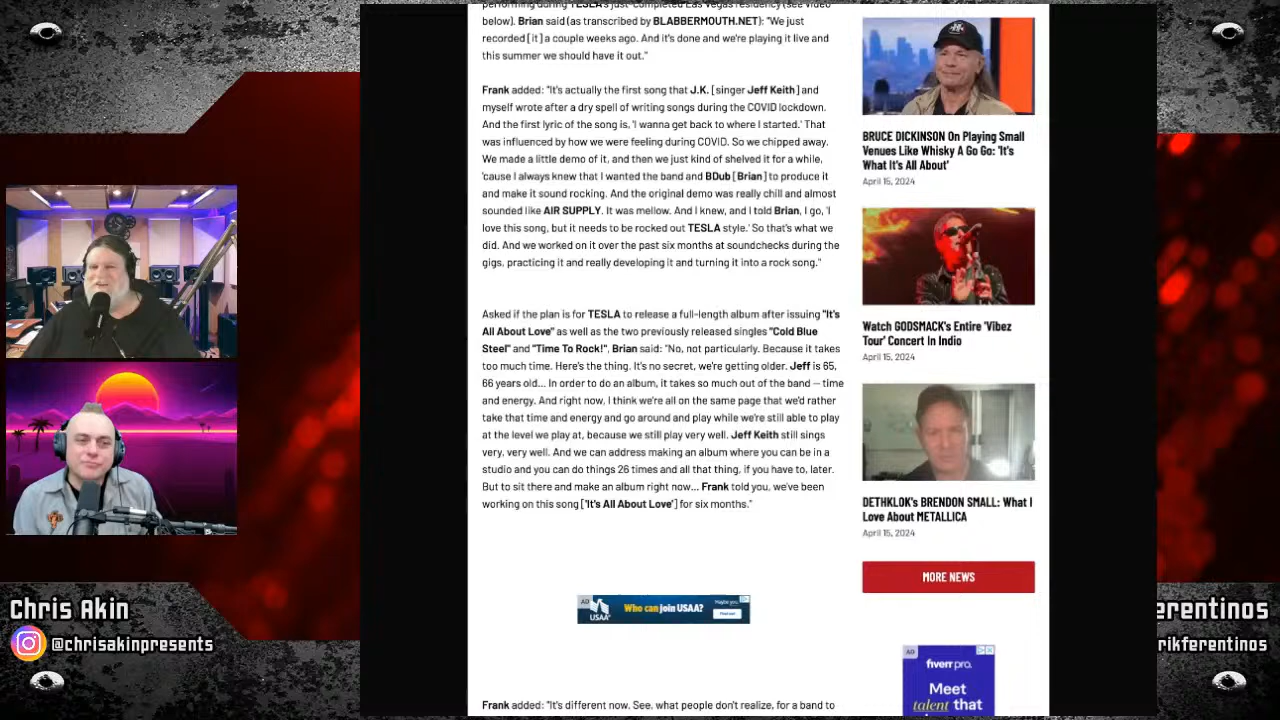 performing during TESLA's just-completed Las Vegas residency (see video
below). Brian said (as transcribed by BLABBERMOUTH.NET): "We just
recorded [it] a couple weeks ago. And it's done and we're playing it live and
this summer we should have it out."
Frank added: "It's actually the first song that J.K. [singer Jeff Keith] and
myself wrote after a dry spell of writing songs during the COVID lockdown.
And the first lyric of the song is, 'I wanna get back to where I started.' That
was influenced by how we were feeling during COVID. So we chipped away.
We made a little demo of it, and then we just kind of shelved it for a while,
'cause I always knew that I wanted the band and BDub [Brian] to produce it
and make it sound rocking. And the original demo was really chill and almost
sounded like AIR SUPPLY. It was mellow. And I knew, and I told Brian, I go, 'I
love this song, but it needs to be rocked out TESLA style.' So that's what we
did. And we worked on it over the past six months at soundchecks during the
gigs, practicing it and really developing it and turning it into a rock song."
Asked if the plan is for TESLA to release a full-length album after issuing "It's
All About Love" as well as the two previously released singles "Cold Blue
Steel" and "Time To Rock!", Brian said: "No, not particularly. Because it takes
too much time. Here's the thing. It's no secret, we're getting older. Jeff is 65,
66 years old... In order to do an album, it takes so much out of the band — time
and energy. And right now, I think we're all on the same page that we'd rather
take that time and energy and go around and play while we're still able to play
at the level we play at, because we still play very well. Jeff Keith still sings
very, very well. And we can address making an album where you can be in a
studio and you can do things 26 times and all that thing, if you have to, later.
But to sit there and make an album right now... Frank told you, we've been
working on this song ['It's All About Love'] for six months."
AD
USAA
Who can join USAA?
Frank added: "It's different now. See, what people don't realize, for a band to
BRUCE DICKINSON On Playing Small
Venues Like Whisky A Go Go: 'It's
What It's All About'
April 15, 2024
Watch GODSMACK's Entire 'Vibez
Tour' Concert In Indio
April 15, 2024
DETHKLOK's BRENDON SMALL: What I
Love About METALLICA
April 15, 2024
MORE NEWS
AD
fiverr pro.
Meet
talent that
Chris Akin
@chrisakinpresents
erentinos
rikferentinos